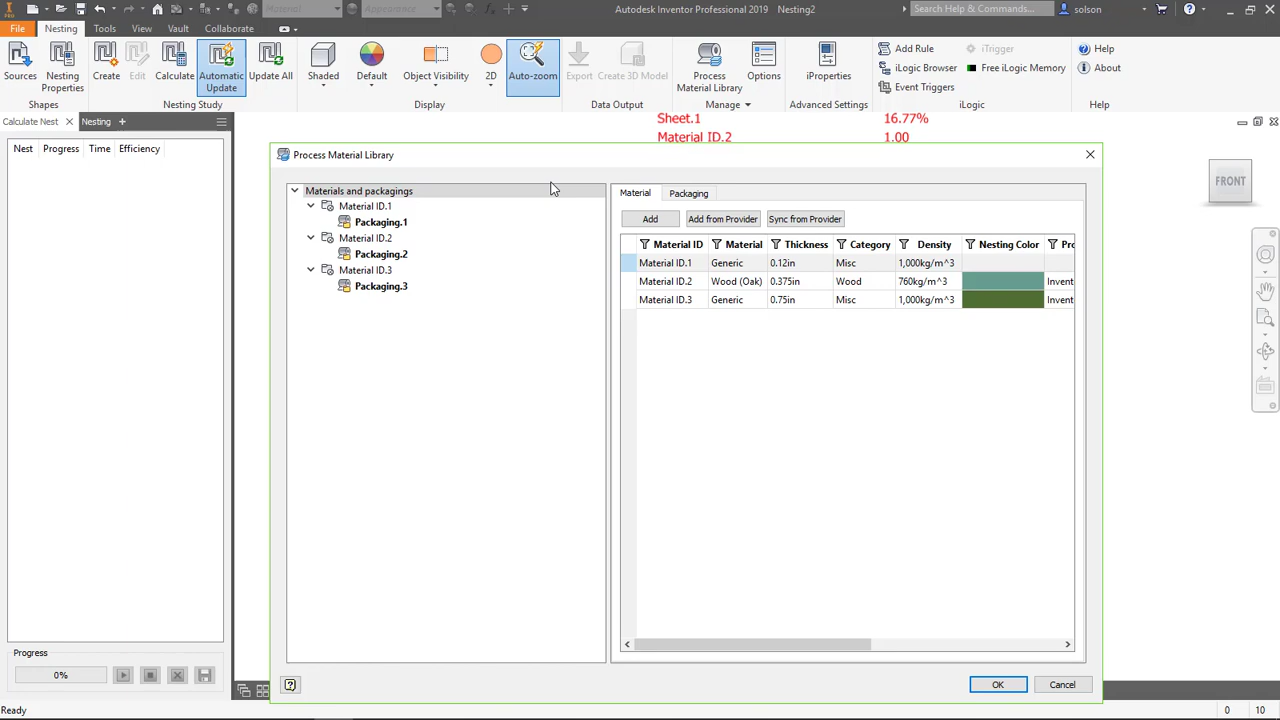 Material
Appearance
Autodesk Inventor Professional 2019   Nesting2
Search Help & Commands...
solson
File
Nesting
Tools
View
Vault
Collaborate
Sources
Nesting Properties
Create
Edit
Calculate
Automatic Update
Update All
Shaded
Default
Object Visibility
2D
Auto-zoom
Export
Create 3D Model
Process Material Library
Options
iProperties
Add Rule
iTrigger
Help
iLogic Browser
Free iLogic Memory
About
Event Triggers
Shapes
Nesting Study
Display
Data Output
Manage
Advanced Settings
iLogic
Help
Calculate Nest
Nesting +
Sheet.1 16.77%
Material ID.2 1.00
Nest Progress Time Efficiency
Process Material Library
Materials and packagings
Material ID.1
Packaging.1
Material ID.2
Packaging.2
Material ID.3
Packaging.3
Material Packaging
Add Add from Provider Sync from Provider
Material ID Material Thickness Category Density Nesting Color Pro
Material ID.1 Generic 0.12in Misc 1,000kg/m^3
Material ID.2 Wood (Oak) 0.375in Wood 760kg/m^3 Invent
Material ID.3 Generic 0.75in Misc 1,000kg/m^3 Invent
FRONT
Progress
0%
OK
Cancel
Ready
0 10